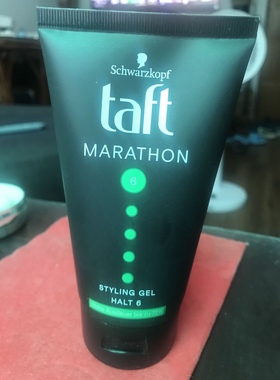 Schwarzkopf
taft
MARATHON
6
STYLING GEL
HALT 6